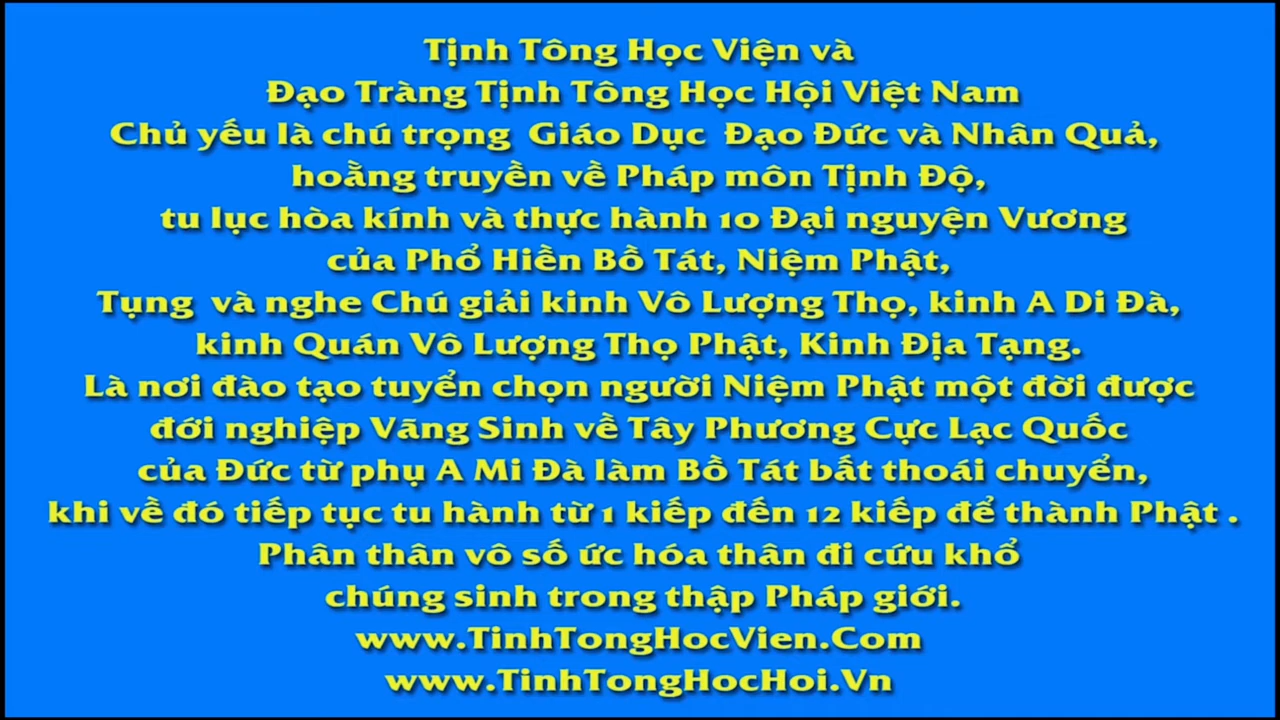 Tịnh Tông Học Viện và
Đạo Tràng Tịnh Tông Học Hội Việt Nam
Chủ yếu là chú trọng Giáo Dục Đạo Đức và Nhân Quả,
hoằng truyền về Pháp môn Tịnh Độ,
tu lục hòa kính và thực hành 10 Đại nguyện Vương
của Phổ Hiền Bồ Tát, Niệm Phật,
Tụng và nghe Chú giải kinh Vô Lượng Thọ, kinh A Di Đà,
kinh Quán Vô Lượng Thọ Phật, Kinh Địa Tạng.
Là nơi đào tạo tuyển chọn người Niệm Phật một đời được
đới nghiệp Vãng Sinh về Tây Phương Cực Lạc Quốc
của Đức từ phụ A Mi Đà làm Bồ Tát bất thoái chuyển,
khi về đó tiếp tục tu hành từ 1 kiếp đến 12 kiếp để thành Phật .
Phân thân vô số ức hóa thân đi cứu khổ
chúng sinh trong thập Pháp giới.
www.TinhTongHocVien.Com
www.TinhTongHocHoi.Vn